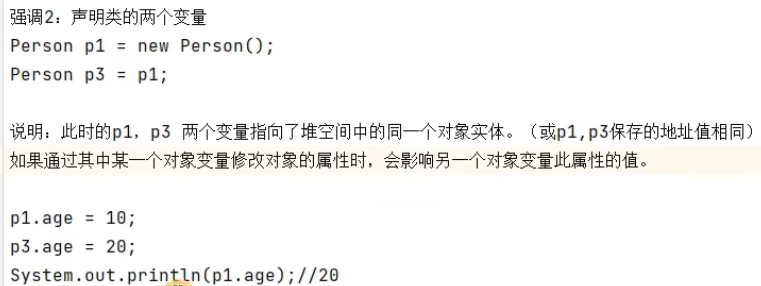 强调2：声明类的两个变量
Person p1 = new Person();
Person p3 = p1;
说明：此时的p1，p3 两个变量指向了堆空间中的同一个对象实体。（或p1,p3保存的地址值相同）
如果通过其中某一个对象变量修改对象的属性时，会影响另一个对象变量此属性的值。
p1.age = 10;
p3.age = 20;
System.out.println(p1.age);//20